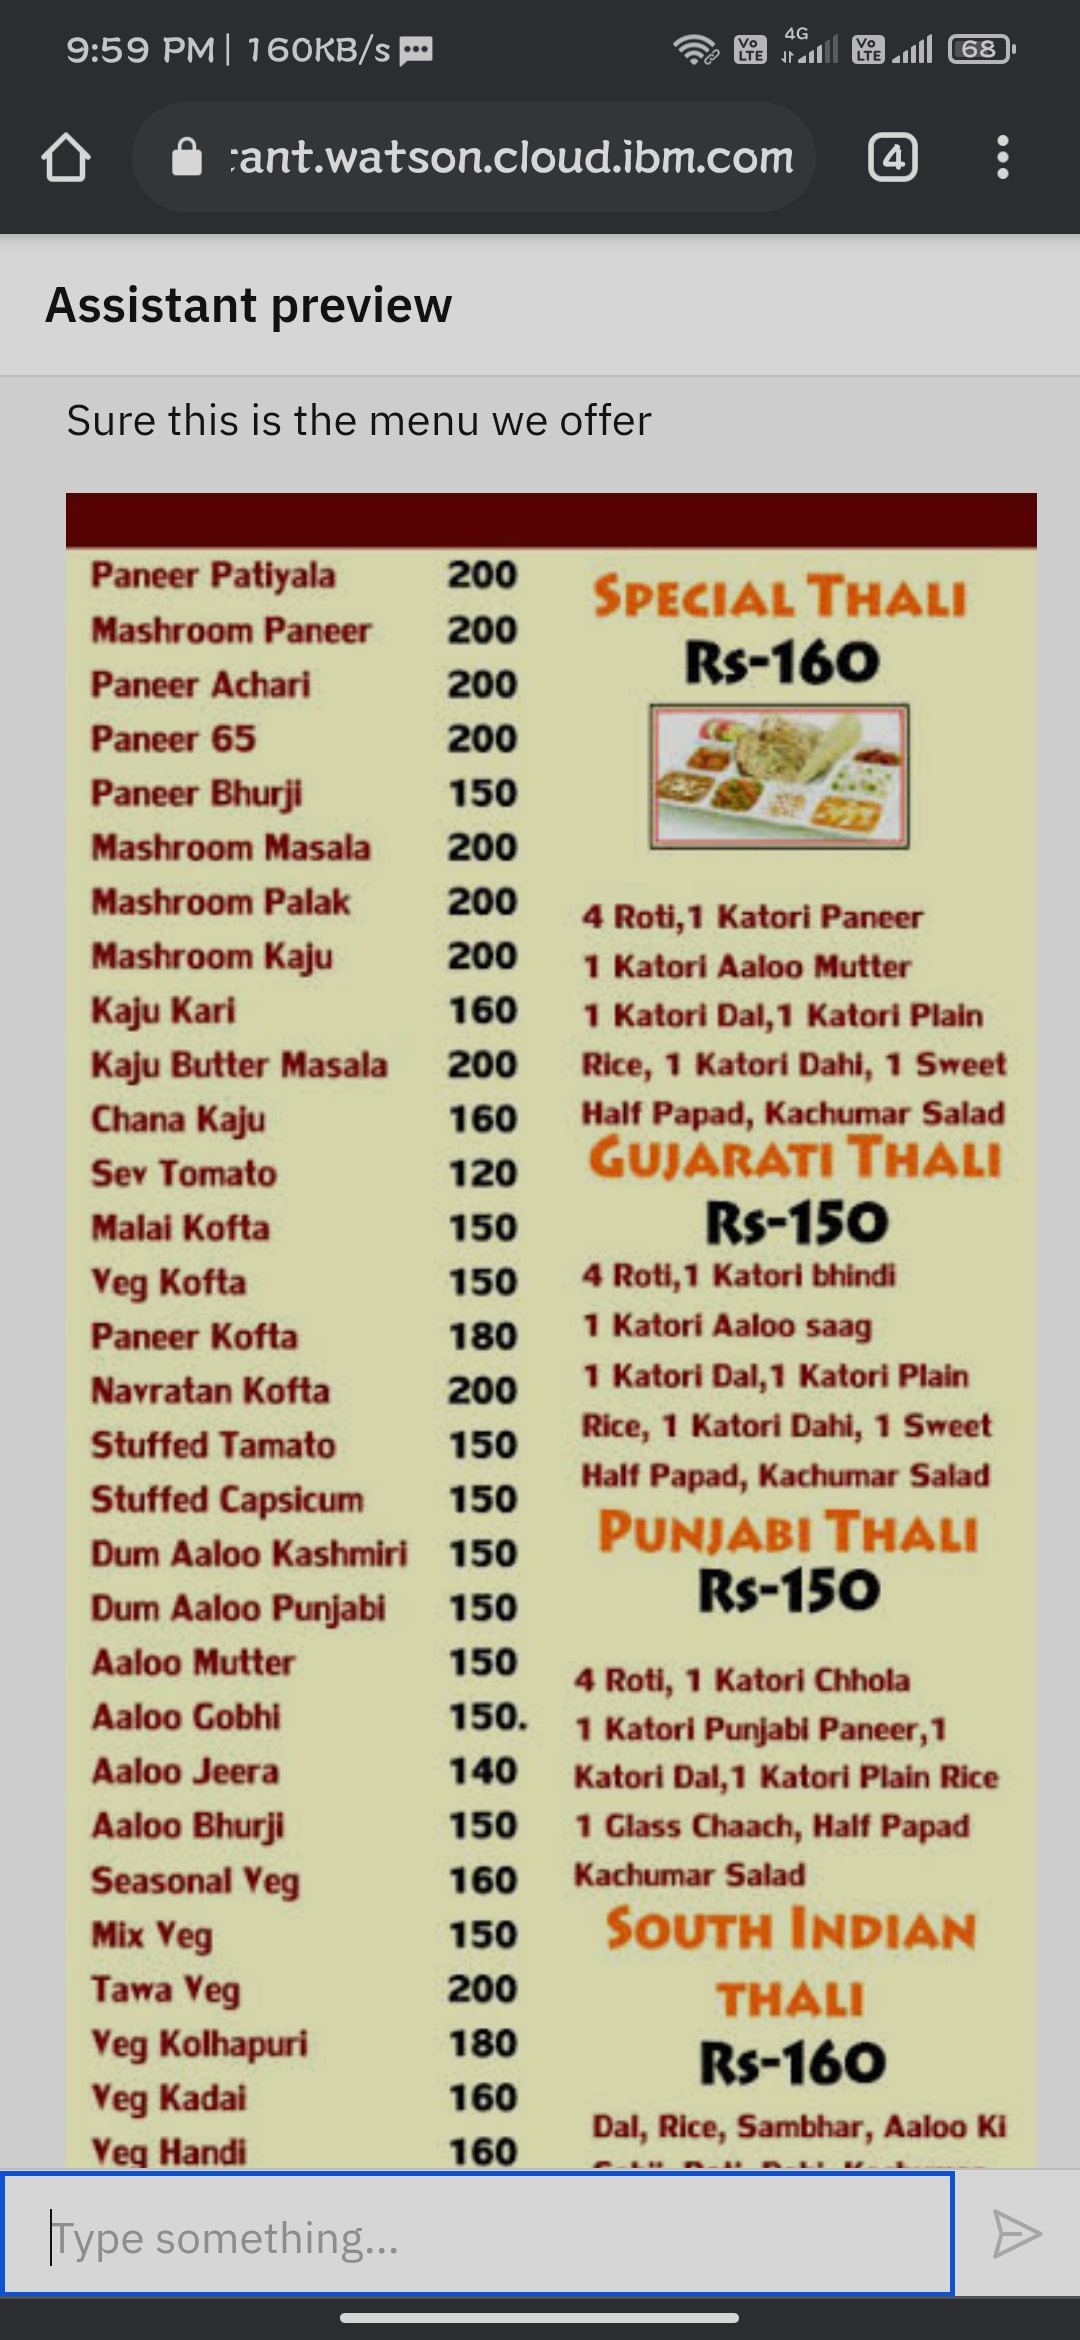 9:59 PM | 160KB/s
Vo LTE 4G Vo LTE 68
ant.watson.cloud.ibm.com
4
Assistant preview
Sure this is the menu we offer
Paneer Patiyala 200
Mashroom Paneer 200
Paneer Achari 200
Paneer 65 200
Paneer Bhurji 150
Mashroom Masala 200
Mashroom Palak 200
Mashroom Kaju 200
Kaju Kari 160
Kaju Butter Masala 200
Chana Kaju 160
Sev Tomato 120
Malai Kofta 150
Veg Kofta 150
Paneer Kofta 180
Navratan Kofta 200
Stuffed Tamato 150
Stuffed Capsicum 150
Dum Aaloo Kashmiri 150
Dum Aaloo Punjabi 150
Aaloo Mutter 150
Aaloo Gobhi 150.
Aaloo Jeera 140
Aaloo Bhurji 150
Seasonal Veg 160
Mix Veg 150
Tawa Veg 200
Veg Kolhapuri 180
Veg Kadai 160
Veg Handi 160
SPECIAL THALI
Rs-160
4 Roti,1 Katori Paneer
1 Katori Aaloo Mutter
1 Katori Dal,1 Katori Plain
Rice, 1 Katori Dahi, 1 Sweet
Half Papad, Kachumar Salad
GUJARATI THALI
Rs-150
4 Roti,1 Katori bhindi
1 Katori Aaloo saag
1 Katori Dal,1 Katori Plain
Rice, 1 Katori Dahi, 1 Sweet
Half Papad, Kachumar Salad
PUNJABI THALI
Rs-150
4 Roti, 1 Katori Chhola
1 Katori Punjabi Paneer,1
Katori Dal,1 Katori Plain Rice
1 Glass Chaach, Half Papad
Kachumar Salad
SOUTH INDIAN
THALI
Rs-160
Dal, Rice, Sambhar, Aaloo Ki
Type something...